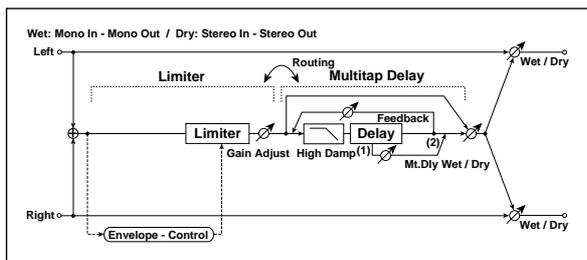 Wet: Mono In - Mono Out / Dry: Stereo In - Stereo Out
Left
Wet / Dry
Routing
Limiter
Multitap Delay
Feedback
Limiter
Delay
Gain Adjust
High Damp
(1)
(2)
Mt.Dly Wet / Dry
Right
Wet / Dry
Envelope - Control